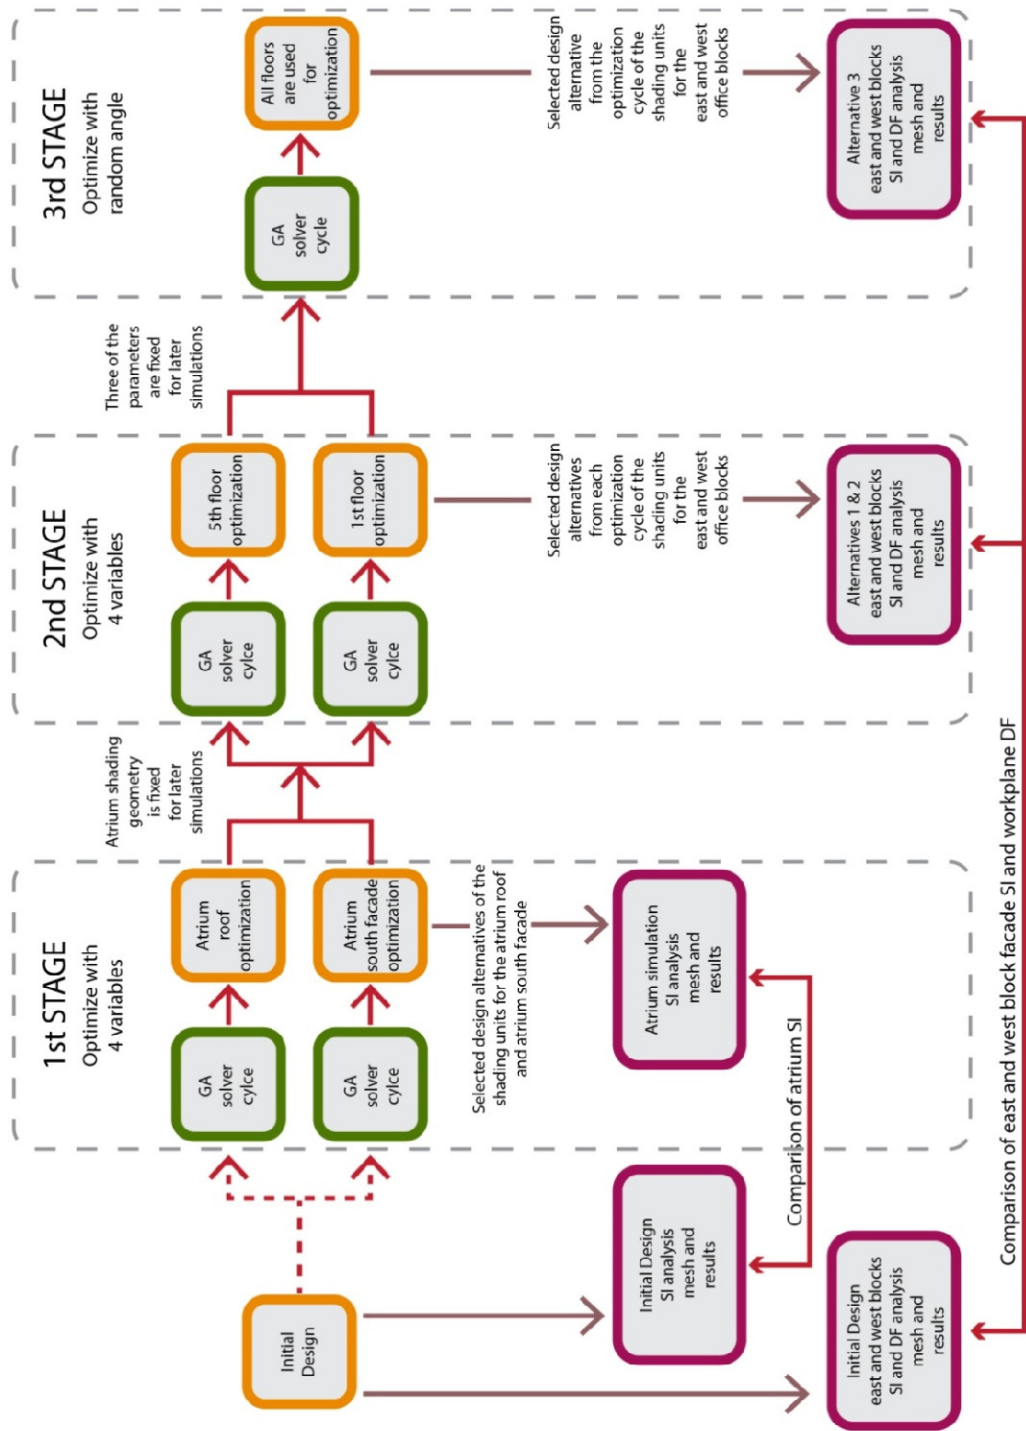 1st STAGE
Optimize with
4 variables
2nd STAGE
Optimize with
4 variables
3rd STAGE
Optimize with
random angle
Initial
Design
GA
solver
cylce
Atrium
roof
optimization
GA
solver
cylce
Atrium
south facade
optimization
Atrium shading
geometry
is fixed
for later
simulations
GA
solver
cylce
5th floor
optimization
GA
solver
cylce
1st floor
optimization
Three of the
parameters
are fixed
for later
simulations
GA
solver
cycle
All floors
are used
for
optimization
Selected design alternatives of the
shading units for the atrium roof
and atrium south facade
Selected design
alternatives
from each
optimization
cycle of the
shading units
for the
east and west
office blocks
Selected design
alternative
from the
optimization
cycle of the
shading units
for the
east and west
office blocks
Initial Design
SI analysis
mesh and
results
Atrium simulation
SI analysis
mesh and
results
Comparison of atrium SI
Initial Design
east and west blocks
SI and DF analysis
mesh and
results
Alternatives 1 & 2
east and west blocks
SI and DF analysis
mesh and
results
Alternative 3
east and west blocks
SI and DF analysis
mesh and
results
Comparison of east and west block facade SI and workplane DF